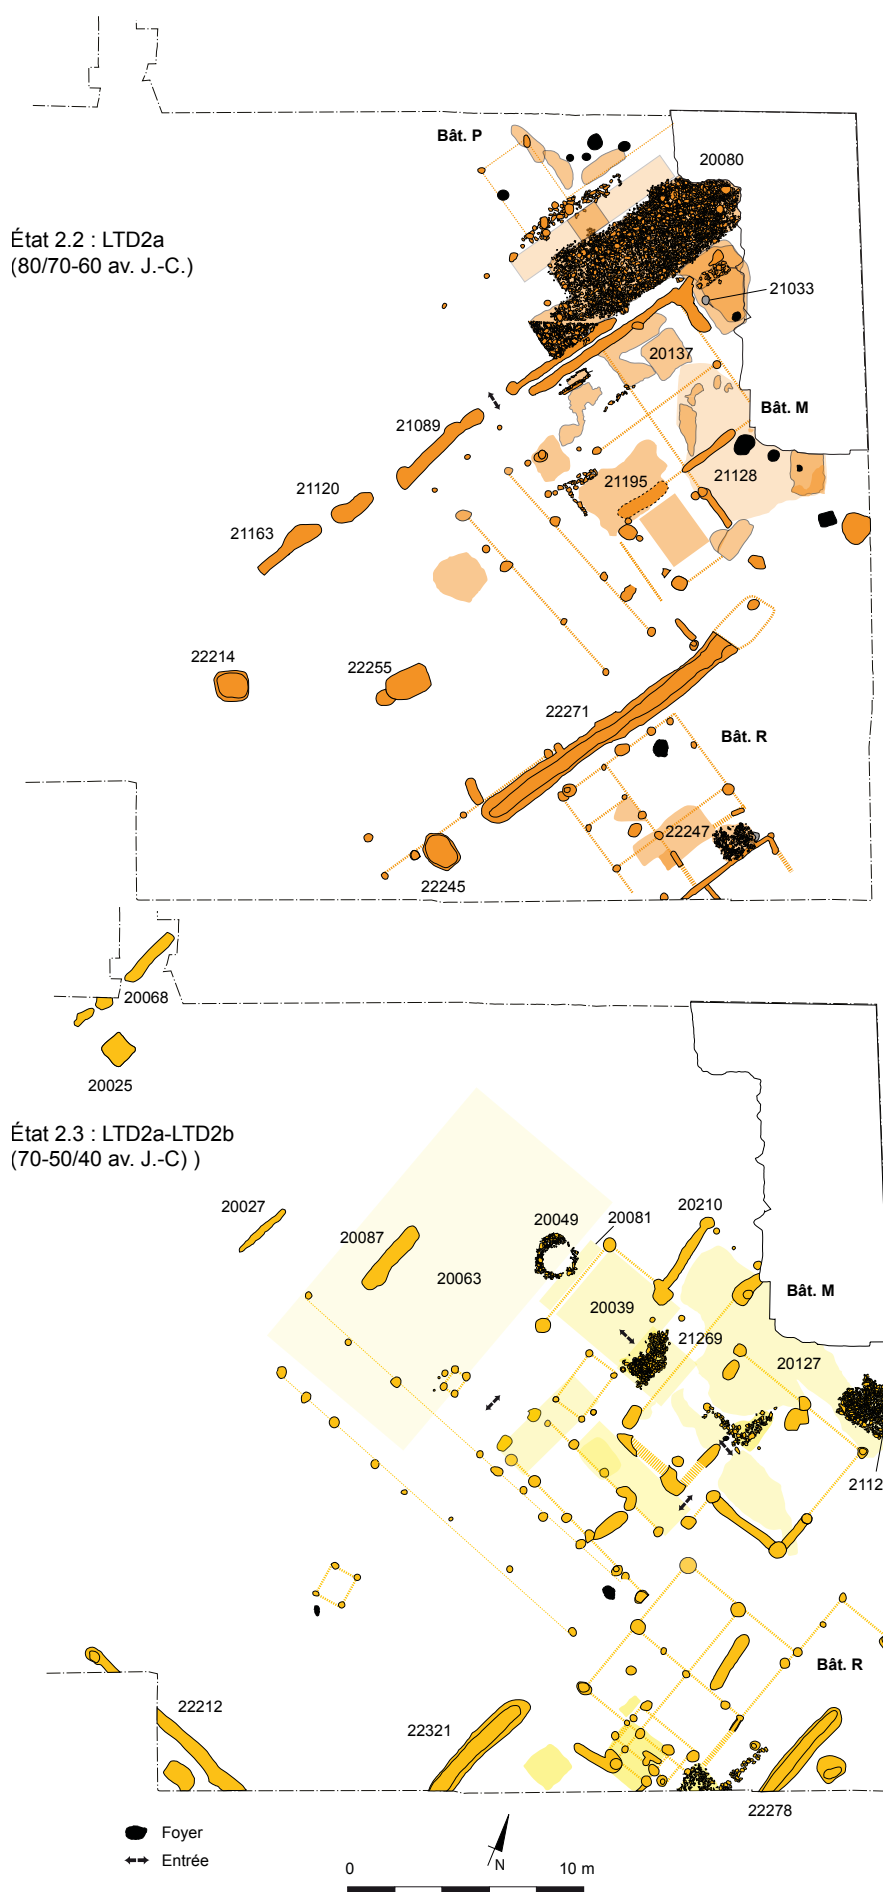 Bât. P
20080
État 2.2 : LTD2a
(80/70-60 av. J.-C.)
21033
20137
Bât. M
21089
21195
21128
21120
21163
22214
22255
22271
Bât. R
22247
22245
20068
20025
État 2.3 : LTD2a-LTD2b
(70-50/40 av. J.-C) )
20027
20049
20081
20210
20087
20063
Bât. M
20039
21269
20127
2112
Bât. R
22212
22321
22278
Foyer
Entrée
N
0 10 m